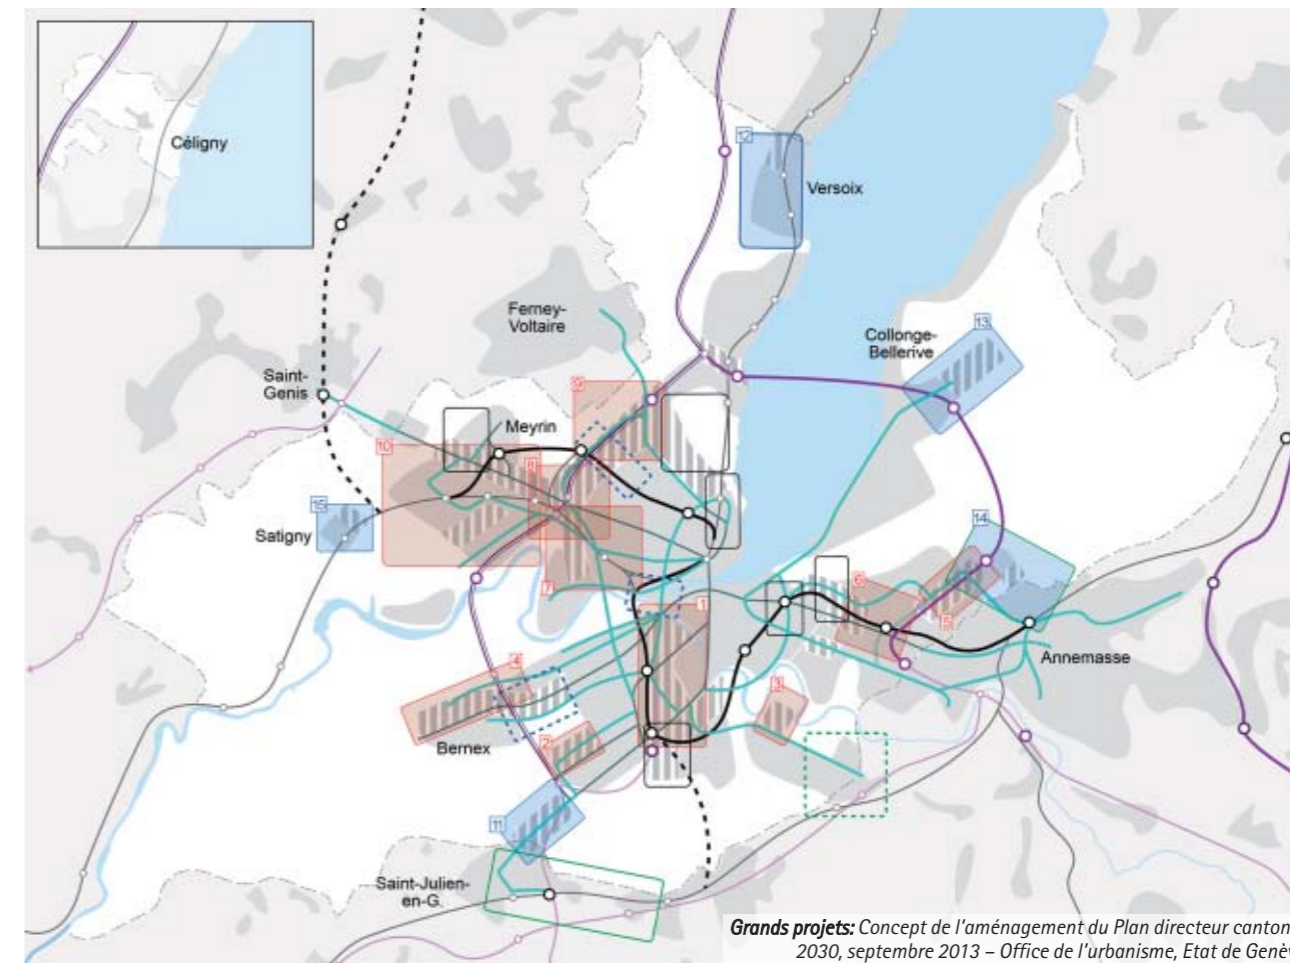 Céligny
12
Versoix
Ferney-
Voltaire
13
Collonge-
Bellerive
Saint-
Genis
9
Meyrin
10
8
15
14
Satigny
6
7
1
5
Annemasse
4
3
Bernex
2
11
Saint-Julien-
en-G.
Grands projets: Concept de l'aménagement du Plan directeur canton
2030, septembre 2013 – Office de l'urbanisme, Etat de Genèv